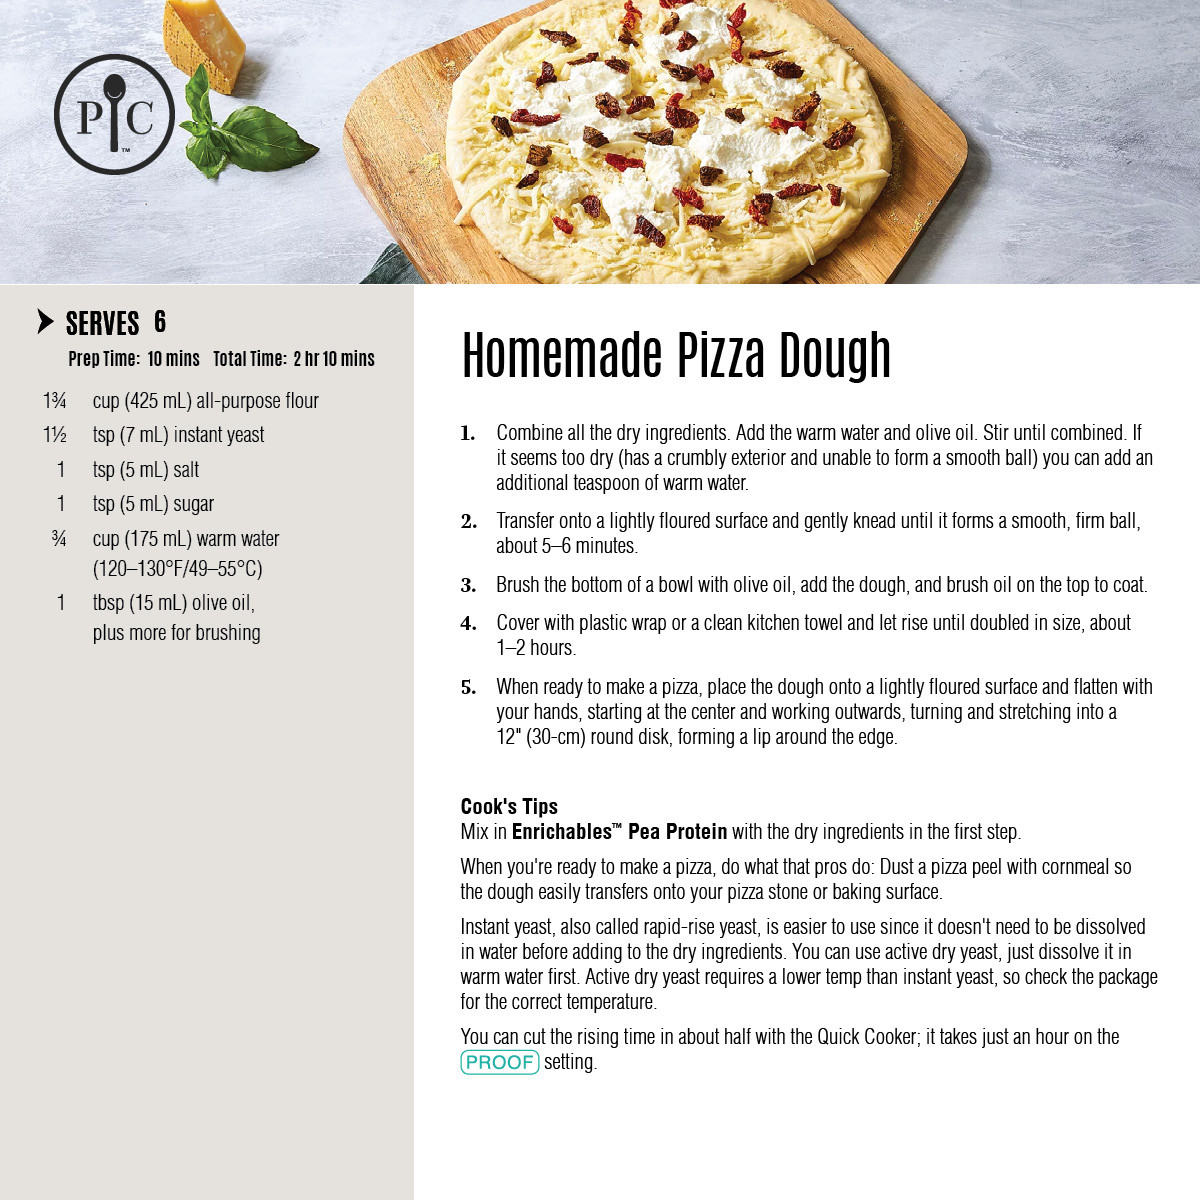 P C
™
SERVES 6
Prep Time: 10 mins Total Time: 2 hr 10 mins
1¾ cup (425 mL) all-purpose flour
1½ tsp (7 mL) instant yeast
1 tsp (5 mL) salt
1 tsp (5 mL) sugar
¾ cup (175 mL) warm water
(120–130°F/49–55°C)
1 tbsp (15 mL) olive oil,
plus more for brushing
Homemade Pizza Dough
1. Combine all the dry ingredients. Add the warm water and olive oil. Stir until combined. If
it seems too dry (has a crumbly exterior and unable to form a smooth ball) you can add an
additional teaspoon of warm water.
2. Transfer onto a lightly floured surface and gently knead until it forms a smooth, firm ball,
about 5–6 minutes.
3. Brush the bottom of a bowl with olive oil, add the dough, and brush oil on the top to coat.
4. Cover with plastic wrap or a clean kitchen towel and let rise until doubled in size, about
1–2 hours.
5. When ready to make a pizza, place the dough onto a lightly floured surface and flatten with
your hands, starting at the center and working outwards, turning and stretching into a
12" (30-cm) round disk, forming a lip around the edge.
Cook's Tips
Mix in Enrichables™ Pea Protein with the dry ingredients in the first step.
When you're ready to make a pizza, do what that pros do: Dust a pizza peel with cornmeal so
the dough easily transfers onto your pizza stone or baking surface.
Instant yeast, also called rapid-rise yeast, is easier to use since it doesn't need to be dissolved
in water before adding to the dry ingredients. You can use active dry yeast, just dissolve it in
warm water first. Active dry yeast requires a lower temp than instant yeast, so check the package
for the correct temperature.
You can cut the rising time in about half with the Quick Cooker; it takes just an hour on the
PROOF setting.